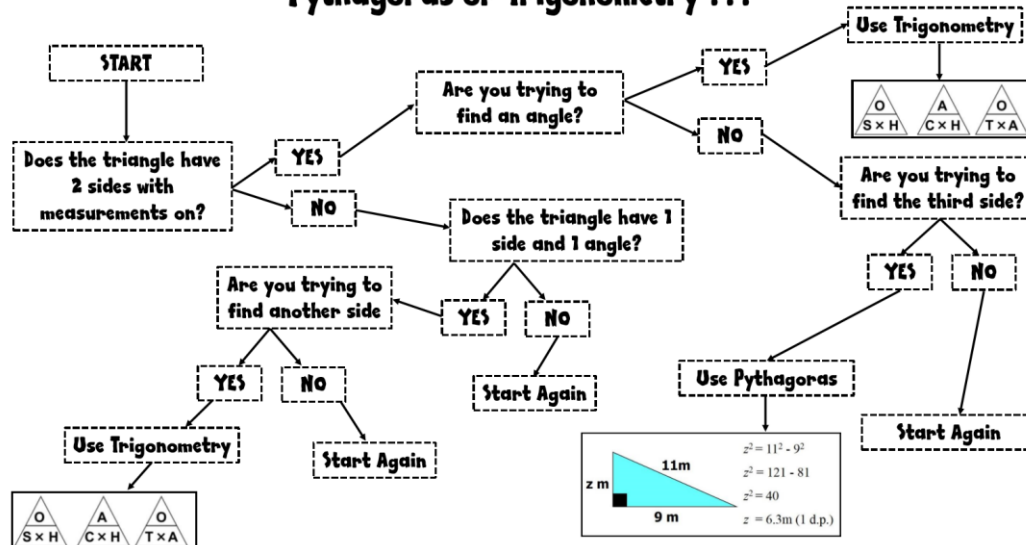 Pythagoras or Trigonometry ???
START
Does the triangle have
2 sides with
measurements on?
YES
NO
Are you trying to
find an angle?
YES
NO
Use Trigonometry
O
S × H
A
C × H
O
T × A
Are you trying to
find the third side?
YES
NO
Does the triangle have 1
side and 1 angle?
YES
NO
Start Again
Are you trying to
find another side
YES
NO
Use Trigonometry
Start Again
O
S × H
A
C × H
O
T × A
Use Pythagoras
Start Again
z m
11m
9 m
z² = 11² - 9²
z² = 121 - 81
z² = 40
z = 6.3m (1 d.p.)